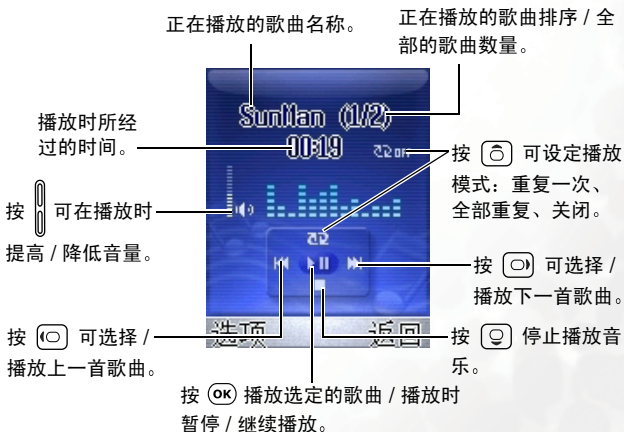 正在播放的歌曲名称。
正在播放的歌曲排序 / 全
部的歌曲数量。
SunMan (1/2)
00:19
OFF
播放时所经
过的时间。
按 可设定播放
模式：重复一次、
全部重复、关闭。
按 可在播放时
提高 / 降低音量。
按 可选择 /
播放下一首歌曲。
选项 返回
按 可选择 /
播放上一首歌曲。
按 停止播放音
乐。
按 OK 播放选定的歌曲 / 播放时
暂停 / 继续播放。